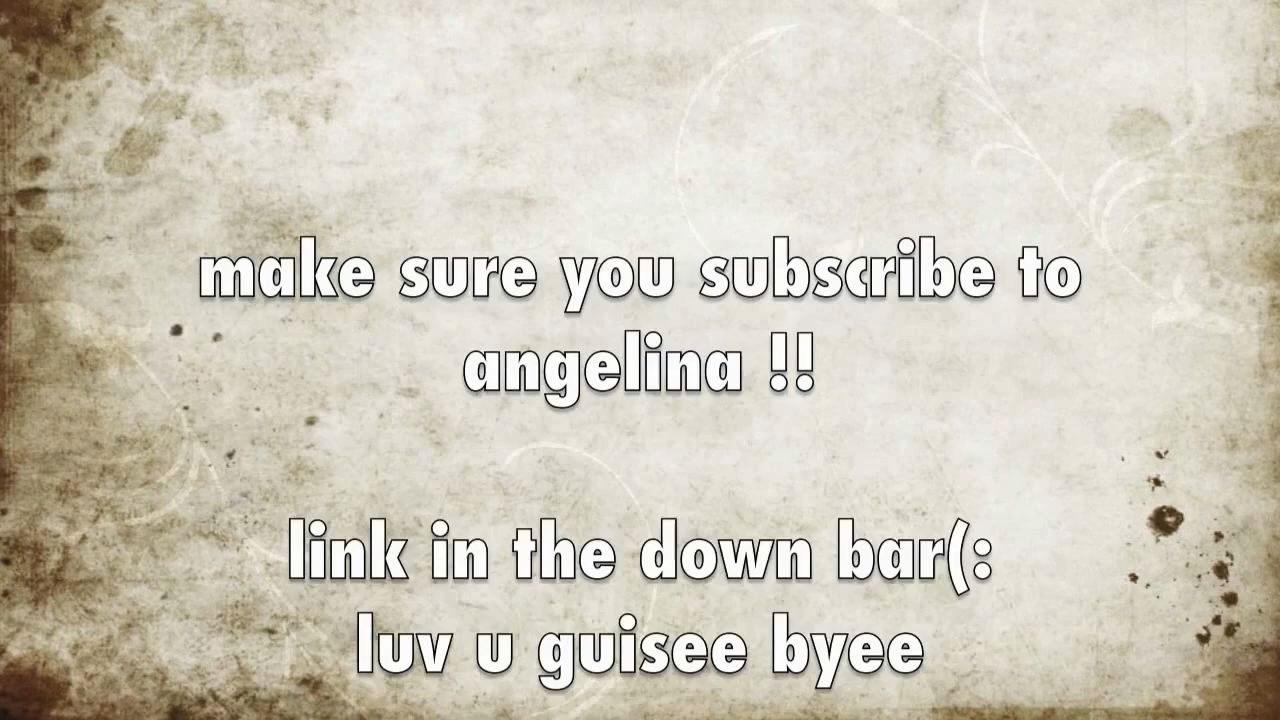 make sure you subscribe to
angelina !!
link in the down bar(:
luv u guisee byee